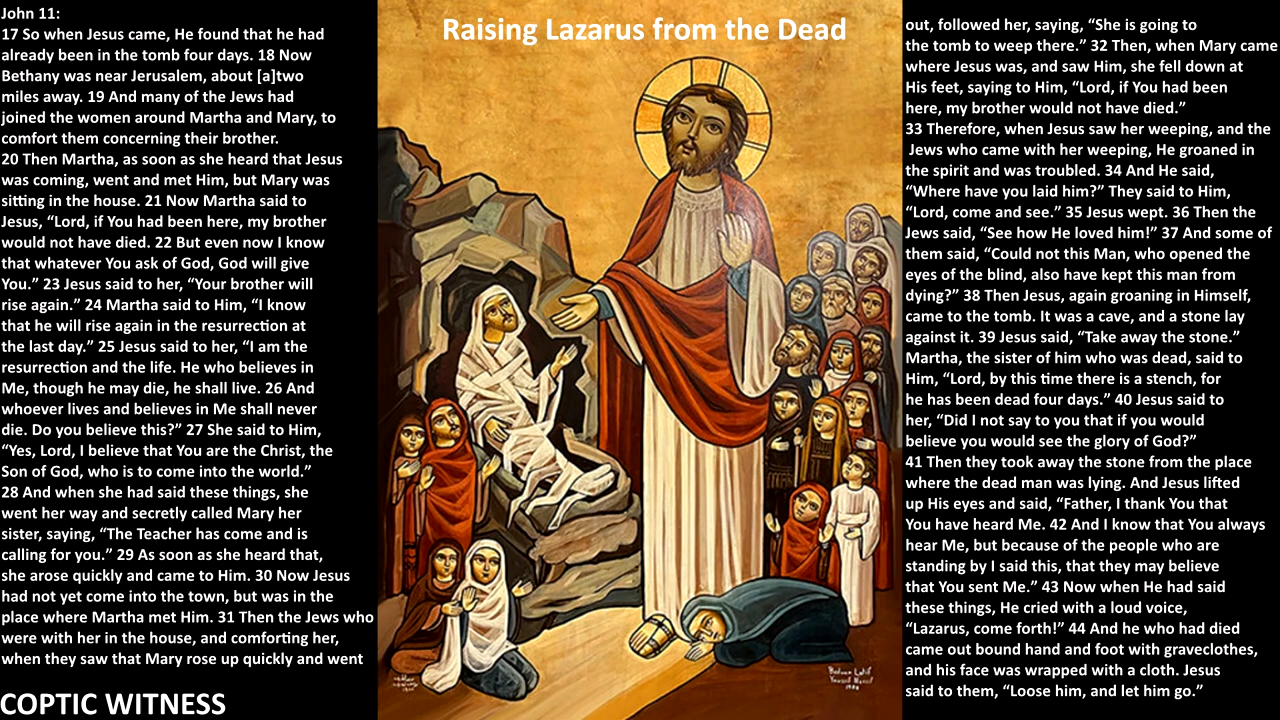 John 11:
17 So when Jesus came, He found that he had
already been in the tomb four days. 18 Now
Bethany was near Jerusalem, about [a]two
miles away. 19 And many of the Jews had
joined the women around Martha and Mary, to
comfort them concerning their brother.
20 Then Martha, as soon as she heard that Jesus
was coming, went and met Him, but Mary was
sitting in the house. 21 Now Martha said to
Jesus, “Lord, if You had been here, my brother
would not have died. 22 But even now I know
that whatever You ask of God, God will give
You.” 23 Jesus said to her, “Your brother will
rise again.” 24 Martha said to Him, “I know
that he will rise again in the resurrection at
the last day.” 25 Jesus said to her, “I am the
resurrection and the life. He who believes in
Me, though he may die, he shall live. 26 And
whoever lives and believes in Me shall never
die. Do you believe this?” 27 She said to Him,
“Yes, Lord, I believe that You are the Christ, the
Son of God, who is to come into the world.”
28 And when she had said these things, she
went her way and secretly called Mary her
sister, saying, “The Teacher has come and is
calling for you.” 29 As soon as she heard that,
she arose quickly and came to Him. 30 Now Jesus
had not yet come into the town, but was in the
place where Martha met Him. 31 Then the Jews who
were with her in the house, and comforting her,
when they saw that Mary rose up quickly and went
COPTIC WITNESS
Raising Lazarus from the Dead
out, followed her, saying, “She is going to
the tomb to weep there.” 32 Then, when Mary came
where Jesus was, and saw Him, she fell down at
His feet, saying to Him, “Lord, if You had been
here, my brother would not have died.”
33 Therefore, when Jesus saw her weeping, and the
Jews who came with her weeping, He groaned in
the spirit and was troubled. 34 And He said,
“Where have you laid him?” They said to Him,
“Lord, come and see.” 35 Jesus wept. 36 Then the
Jews said, “See how He loved him!” 37 And some of
them said, “Could not this Man, who opened the
eyes of the blind, also have kept this man from
dying?” 38 Then Jesus, again groaning in Himself,
came to the tomb. It was a cave, and a stone lay
against it. 39 Jesus said, “Take away the stone.”
Martha, the sister of him who was dead, said to
Him, “Lord, by this time there is a stench, for
he has been dead four days.” 40 Jesus said to
her, “Did I not say to you that if you would
believe you would see the glory of God?”
41 Then they took away the stone from the place
where the dead man was lying. And Jesus lifted
up His eyes and said, “Father, I thank You that
You have heard Me. 42 And I know that You always
hear Me, but because of the people who are
standing by I said this, that they may believe
that You sent Me.” 43 Now when He had said
these things, He cried with a loud voice,
“Lazarus, come forth!” 44 And he who had died
came out bound hand and foot with graveclothes,
and his face was wrapped with a cloth. Jesus
said to them, “Loose him, and let him go.”
Youssef Nassif